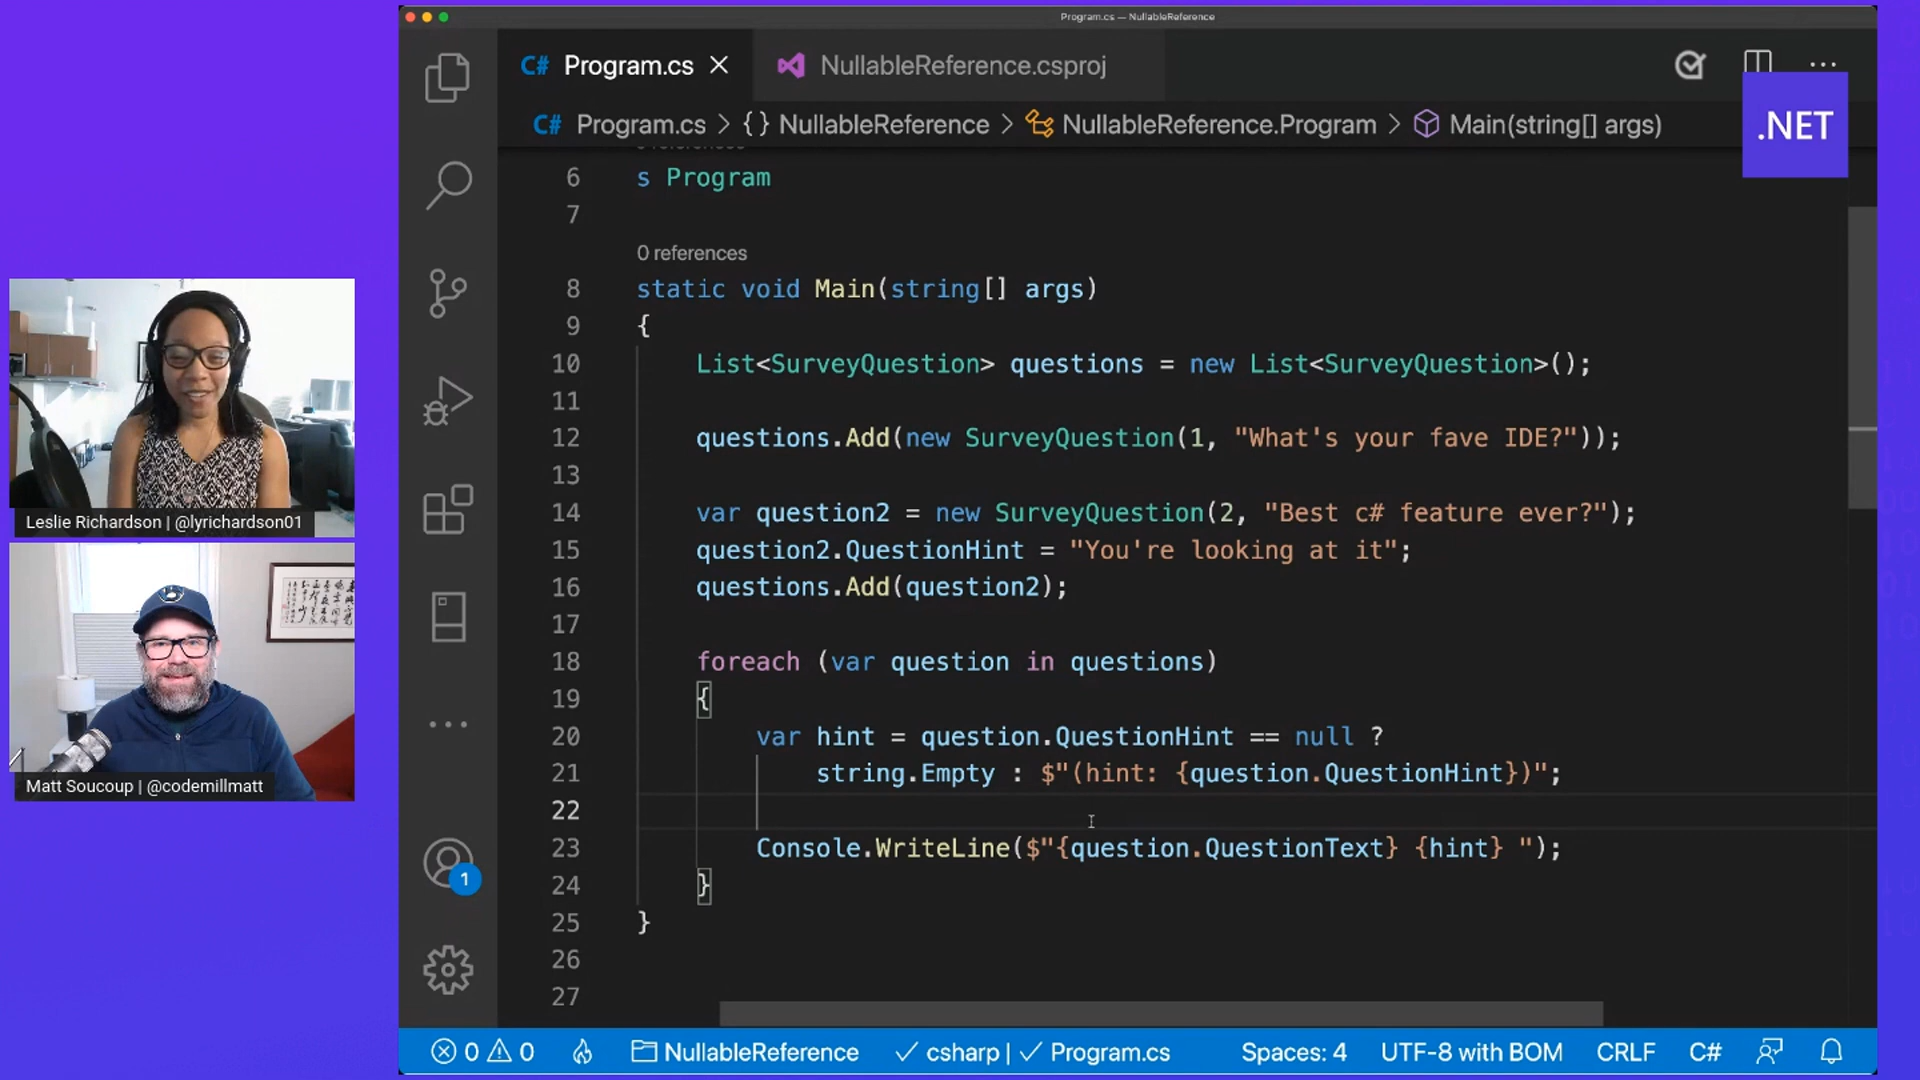 Program.cs — NullableReference
C# Program.cs
NullableReference.csproj
C# Program.cs > {} NullableReference > NullableReference.Program > Main(string[] args)
.NET
6 s Program
7
0 references
8 static void Main(string[] args)
9 {
10 List<SurveyQuestion> questions = new List<SurveyQuestion>();
11
12 questions.Add(new SurveyQuestion(1, "What's your fave IDE?"));
13
14 var question2 = new SurveyQuestion(2, "Best c# feature ever?");
15 question2.QuestionHint = "You're looking at it";
16 questions.Add(question2);
17
18 foreach (var question in questions)
19 {
20 var hint = question.QuestionHint == null ?
21 string.Empty : $"(hint: {question.QuestionHint})";
22
23 Console.WriteLine($"{question.QuestionText} {hint} ");
24 }
25 }
26
27
Leslie Richardson | @lyrichardson01
Matt Soucoup | @codemillmatt
1
0 0 NullableReference csharp | Program.cs Spaces: 4 UTF-8 with BOM CRLF C#